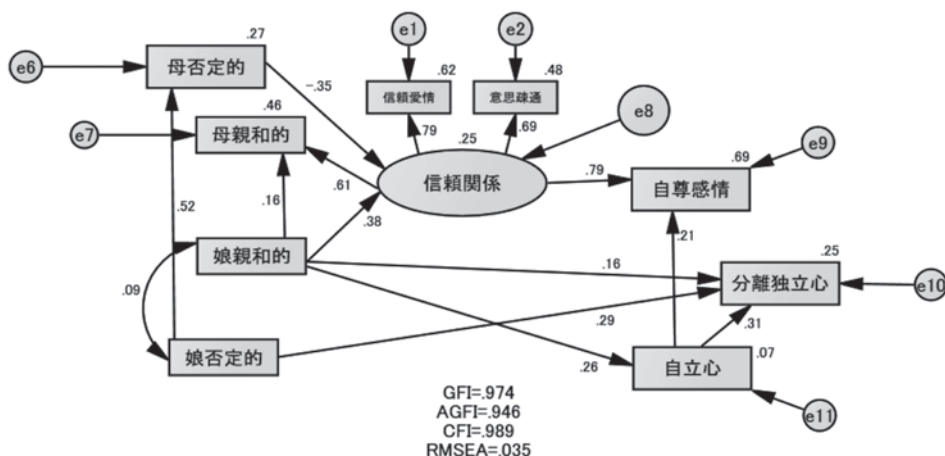 e1
e2
.27
e6
母否定的
.62
.48
-.35
信頼愛情
意思疎通
e8
.46
e7
母親和的
.79
.69
.25
.69
e9
信頼関係
.79
自尊感情
.61
.52
.16
.38
.21
.25
娘親和的
.16
分離独立心
e10
.09
.29
.31
娘否定的
.26
自立心
.07
e11
GFI=.974
AGFI=.946
CFI=.989
RMSEA=.035